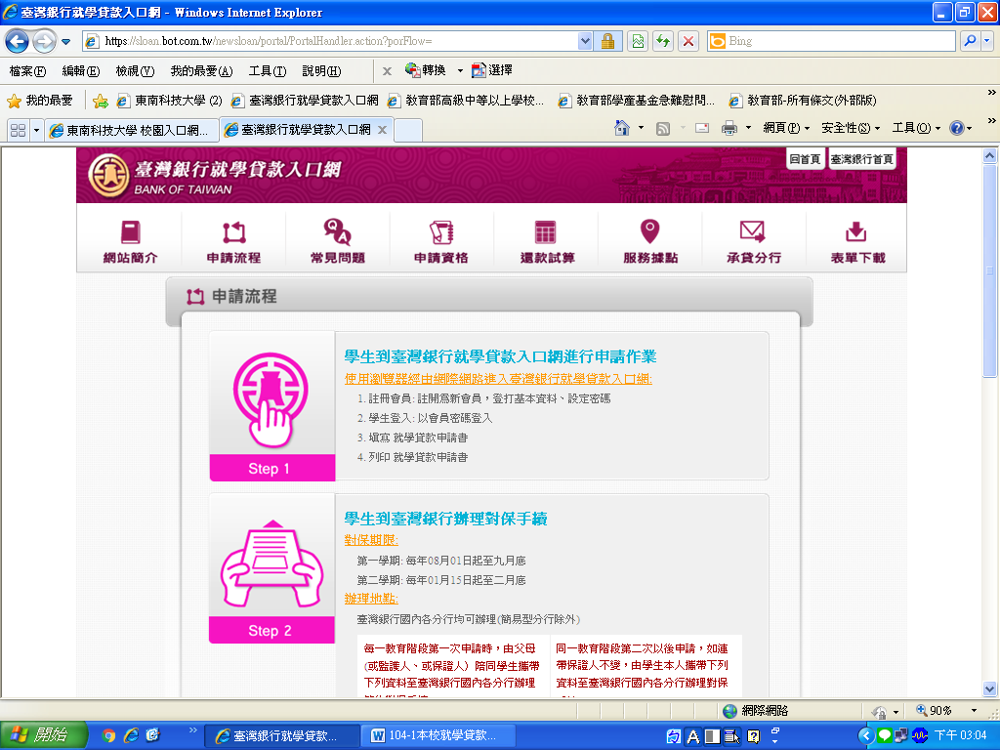 臺灣銀行就學貸款入口網 - Windows Internet Explorer
https://sloan.bot.com.tw/newsloan/portal/PortalHandler.action?porFlow=
Bing
檔案(F) 編輯(E) 檢視(V) 我的最愛(A) 工具(T) 說明(H)
轉換 選擇
我的最愛 東南科技大學 (2) 臺灣銀行就學貸款入口網 教育部高級中等以上學校... 教育部學產基金急難慰問... 教育部-所有條文(外部版)
東南科技大學 校園入口網... 臺灣銀行就學貸款入口網
網頁(P) 安全性(S) 工具(O)
臺灣銀行就學貸款入口網
BANK OF TAIWAN
回首頁 臺灣銀行首頁
網站簡介 申請流程 常見問題 申請資格 還款試算 服務據點 承貸分行 表單下載
申請流程
學生到臺灣銀行就學貸款入口網進行申請作業
使用瀏覽器經由網際網路進入臺灣銀行就學貸款入口網:
1. 註冊會員: 註開為新會員，登打基本資料、設定密碼
2. 學生登入: 以會員密碼登入
3. 填寫 就學貸款申請書
4. 列印 就學貸款申請書
Step 1
學生到臺灣銀行辦理對保手續
對保期限:
第一學期: 每年08月01日起至九月底
第二學期: 每年01月15日起至二月底
辦理地點:
臺灣銀行國內各分行均可辦理(簡易型分行除外)
Step 2
每一教育階段第一次申請時，由父母
(或監護人、或保證人) 陪同學生攜帶
下列資料至臺灣銀行國內各分行辦理
同一教育階段第二次以後申請，如連
帶保證人不變，由學生本人攜帶下列
資料至臺灣銀行國內各分行辦理對保
網際網路
90%
開始
臺灣銀行就學貸款...
104-1本校就學貸款...
下午 03:04